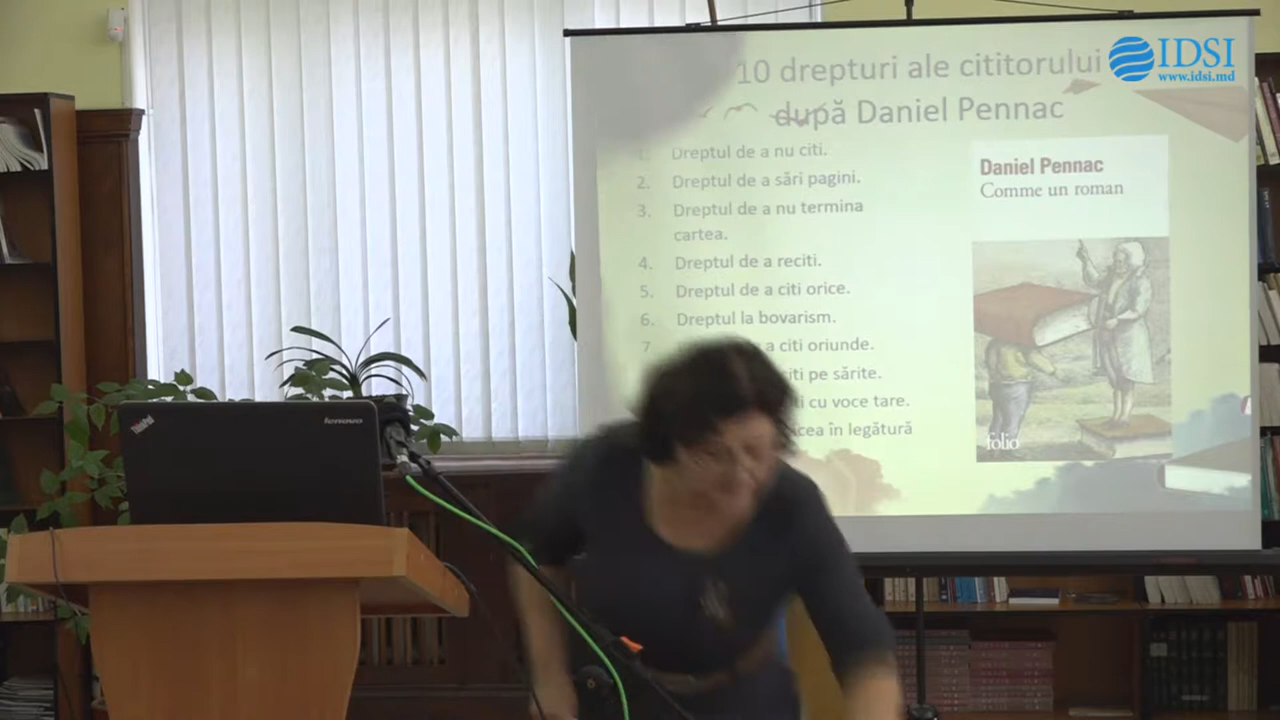 10 drepturi ale cititorului
după Daniel Pennac
IDSI
www.idsi.md
Dreptul de a nu citi.
2. Dreptul de a sări pagini.
3. Dreptul de a nu termina
cartea.
4. Dreptul de a reciti.
5. Dreptul de a citi orice.
6. Dreptul la bovarism.
7 a citi oriunde.
pe sărite.
cu voce tare.
în legătură
Daniel Pennac
Comme un roman
folio
ThinkPad
lenovo